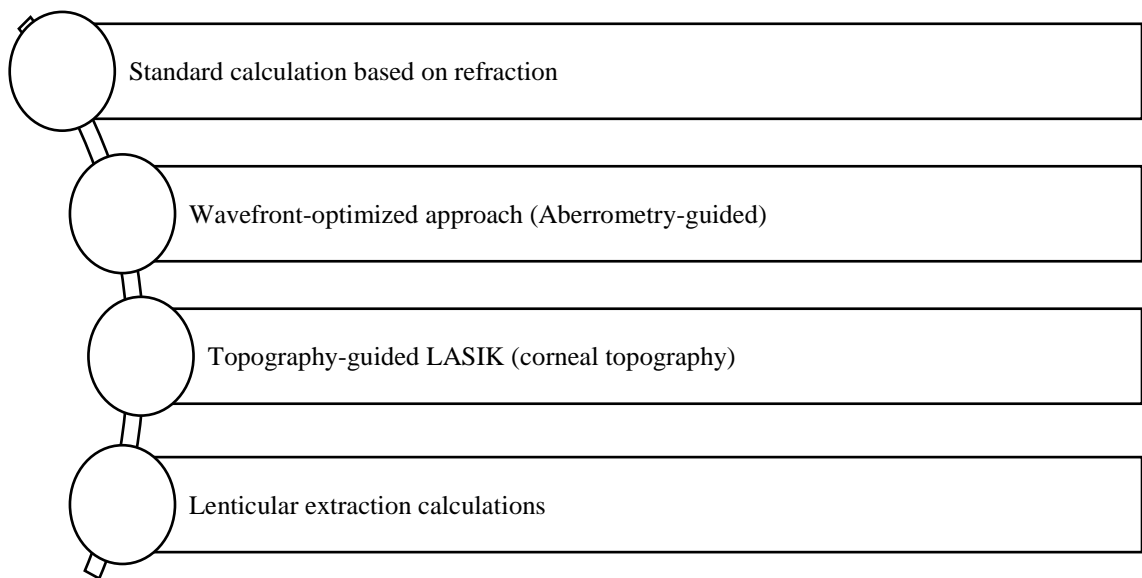 Standard calculation based on refraction
Wavefront-optimized approach (Aberrometry-guided)
Topography-guided LASIK (corneal topography)
Lenticular extraction calculations